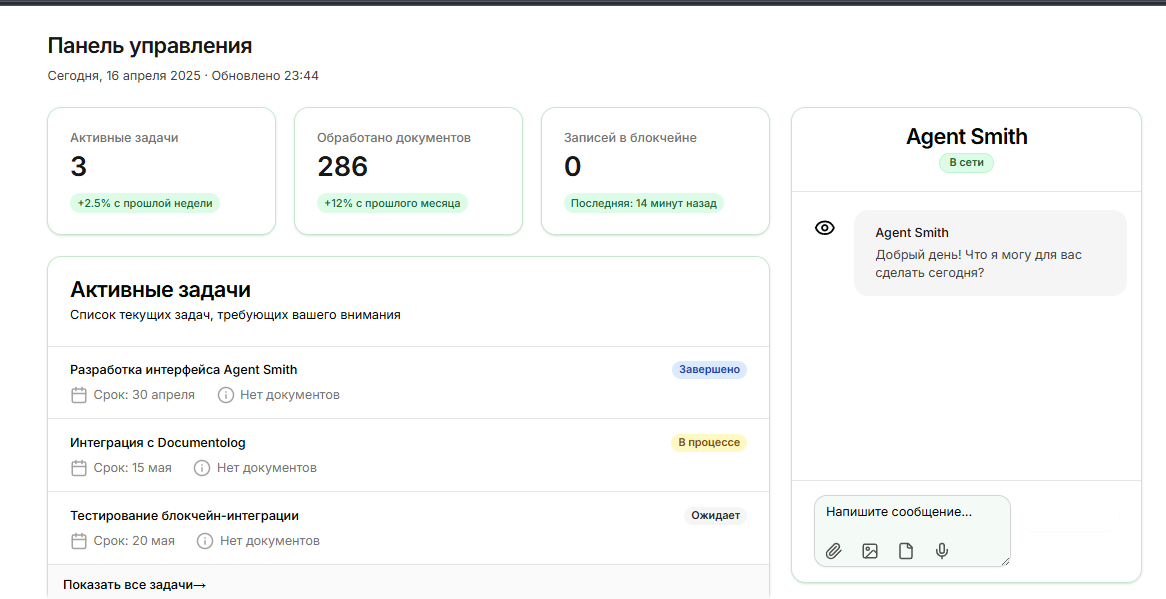 Панель управления
Сегодня, 16 апреля 2025 · Обновлено 23:44
Активные задачи
3
+2.5% с прошлой недели
Обработано документов
286
+12% с прошлого месяца
Записей в блокчейне
0
Последняя: 14 минут назад
Активные задачи
Список текущих задач, требующих вашего внимания
Разработка интерфейса Agent Smith
Завершено
Срок: 30 апреля
Нет документов
Интеграция с Documentolog
В процессе
Срок: 15 мая
Нет документов
Тестирование блокчейн-интеграции
Ожидает
Срок: 20 мая
Нет документов
Показать все задачи→
Agent Smith
В сети
Agent Smith
Добрый день! Что я могу для вас
сделать сегодня?
Напишите сообщение...